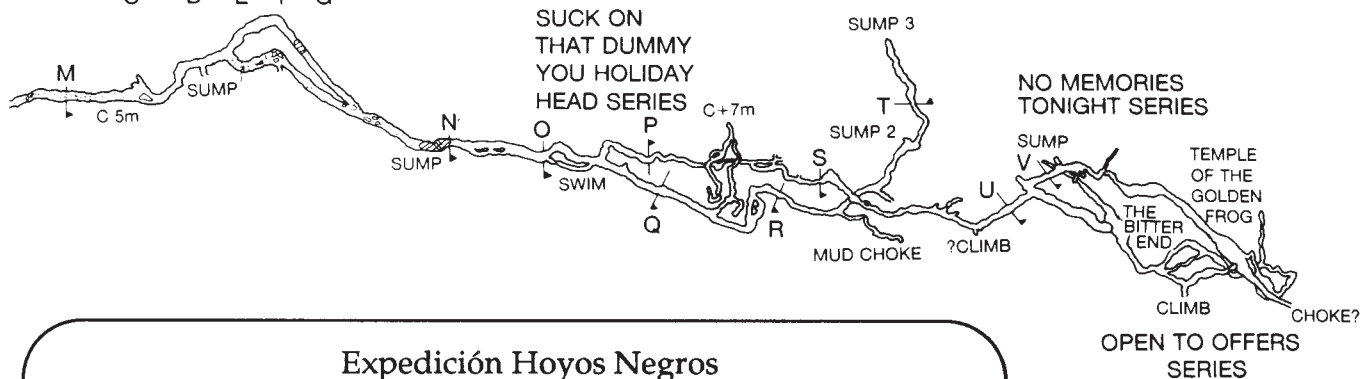 SUCK ON
THAT DUMMY
YOU HOLIDAY
HEAD SERIES
SUMP 3
M
C 5m
SUMP
N
SUMP
O
SWIM
P
C+7m
Q
R
S
SUMP 2
T
MUD CHOKE
?CLIMB
U
NO MEMORIES
TONIGHT SERIES
SUMP
V
TEMPLE
OF THE
GOLDEN
FROG
THE
BITTER
END
CLIMB
CHOKE?
OPEN TO OFFERS
SERIES
Expedición Hoyos Negros